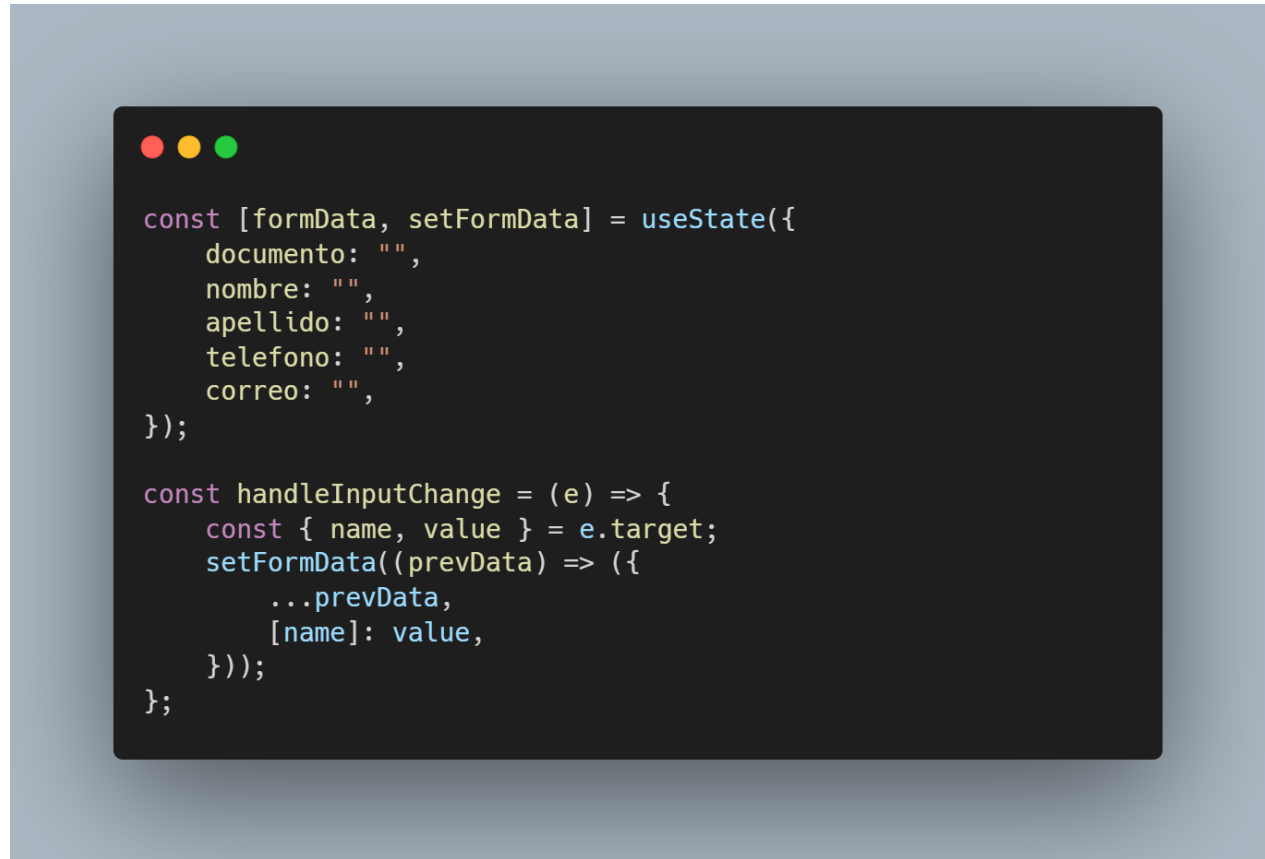 const [formData, setFormData] = useState({
    documento: "",
    nombre: "",
    apellido: "",
    telefono: "",
    correo: "",
});

const handleInputChange = (e) => {
    const { name, value } = e.target;
    setFormData((prevData) => ({
        ...prevData,
        [name]: value,
    }));
};